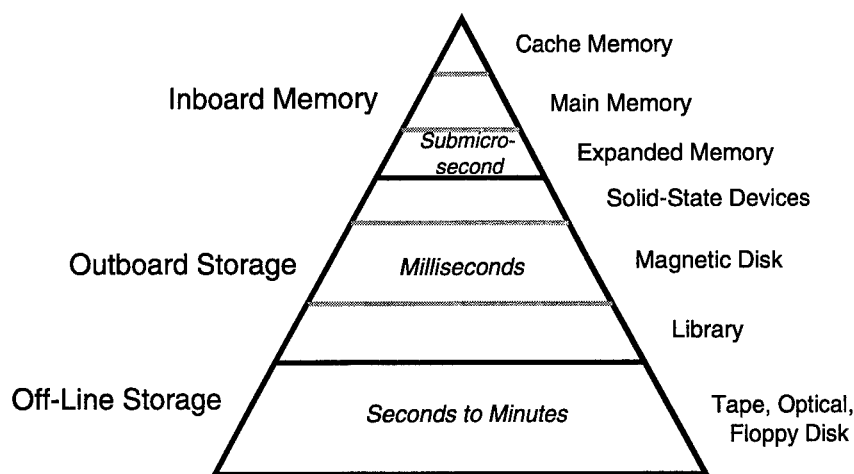 Cache Memory
Inboard Memory
Main Memory
Submicro-
second
Expanded Memory
Solid-State Devices
Outboard Storage
Milliseconds
Magnetic Disk
Library
Off-Line Storage
Seconds to Minutes
Tape, Optical,
Floppy Disk